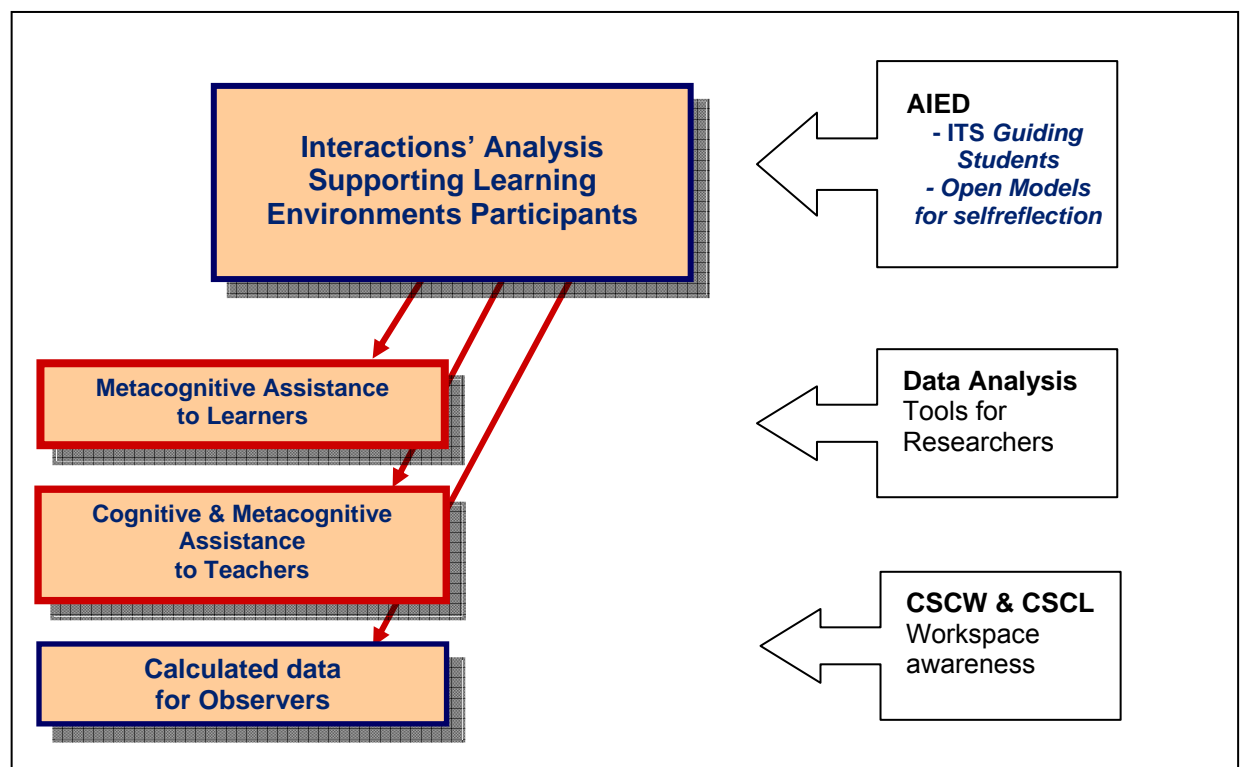 Interactions’ Analysis
Supporting Learning
Environments Participants
Metacognitive Assistance
to Learners
Cognitive & Metacognitive
Assistance
to Teachers
Calculated data
for Observers
AIED
- ITS Guiding
Students
- Open Models
for selfreflection
Data Analysis
Tools for
Researchers
CSCW & CSCL
Workspace
awareness